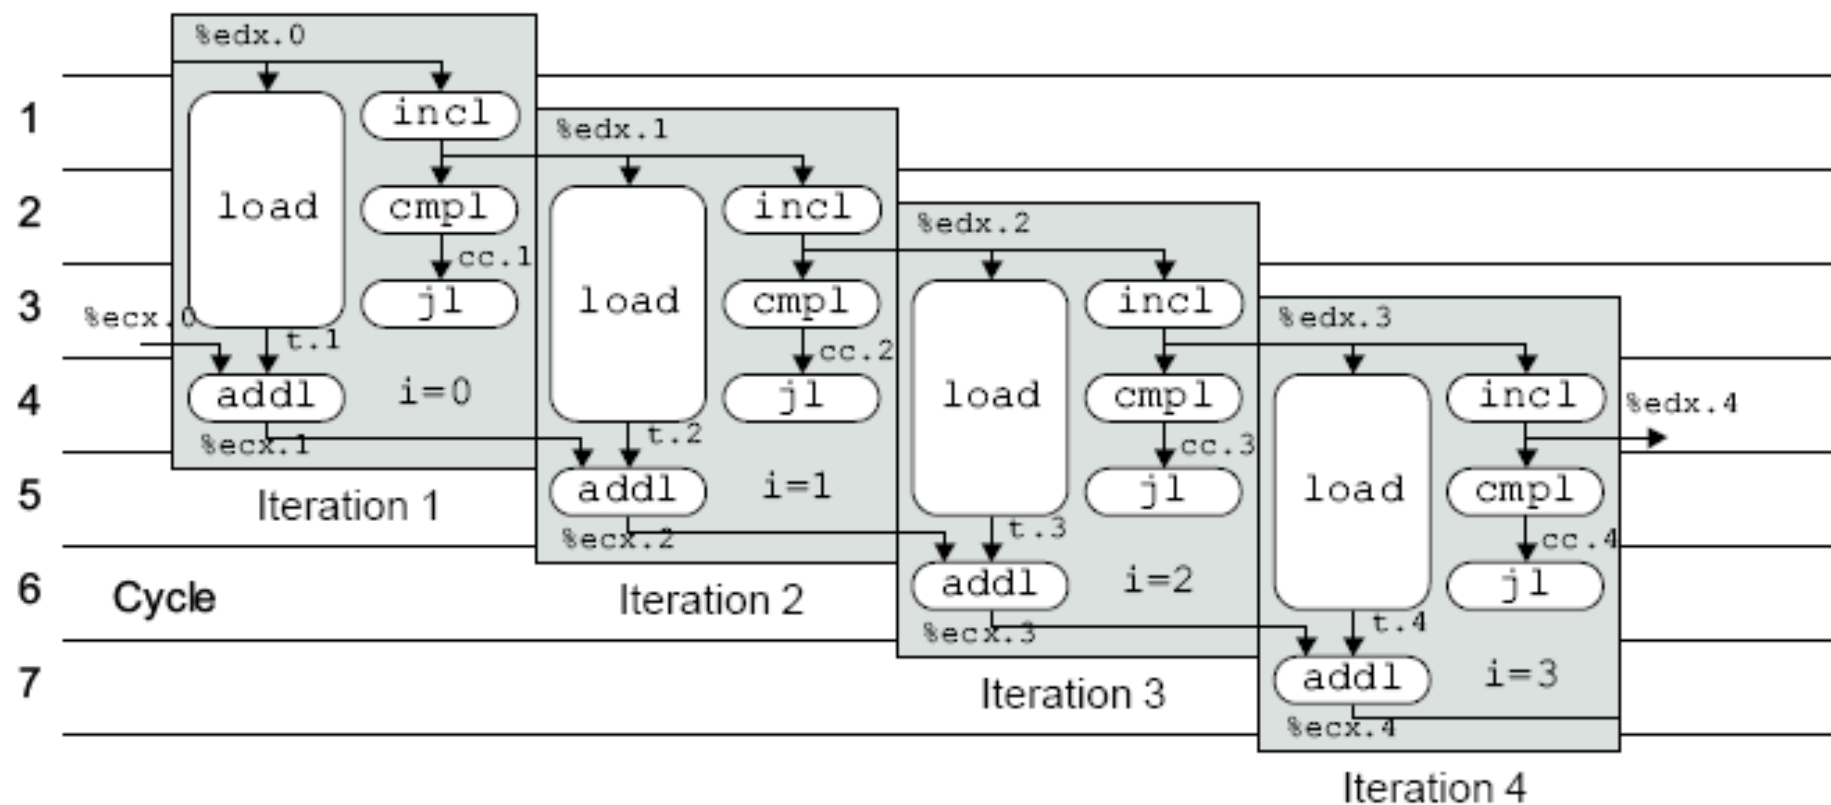 %edx.0
1
incl
%edx.1
2
load
cmpl
incl
%edx.2
cc.1
3
jl
load
cmpl
incl
%ecx.0
%edx.3
t.1
cc.2
4
addl
i=0
jl
load
cmpl
incl
%edx.4
%ecx.1
t.2
cc.3
5
Iteration 1
addl
i=1
jl
load
cmpl
%ecx.2
t.3
cc.4
6
Cycle
Iteration 2
addl
i=2
jl
%ecx.3
t.4
7
Iteration 3
addl
i=3
%ecx.4
Iteration 4